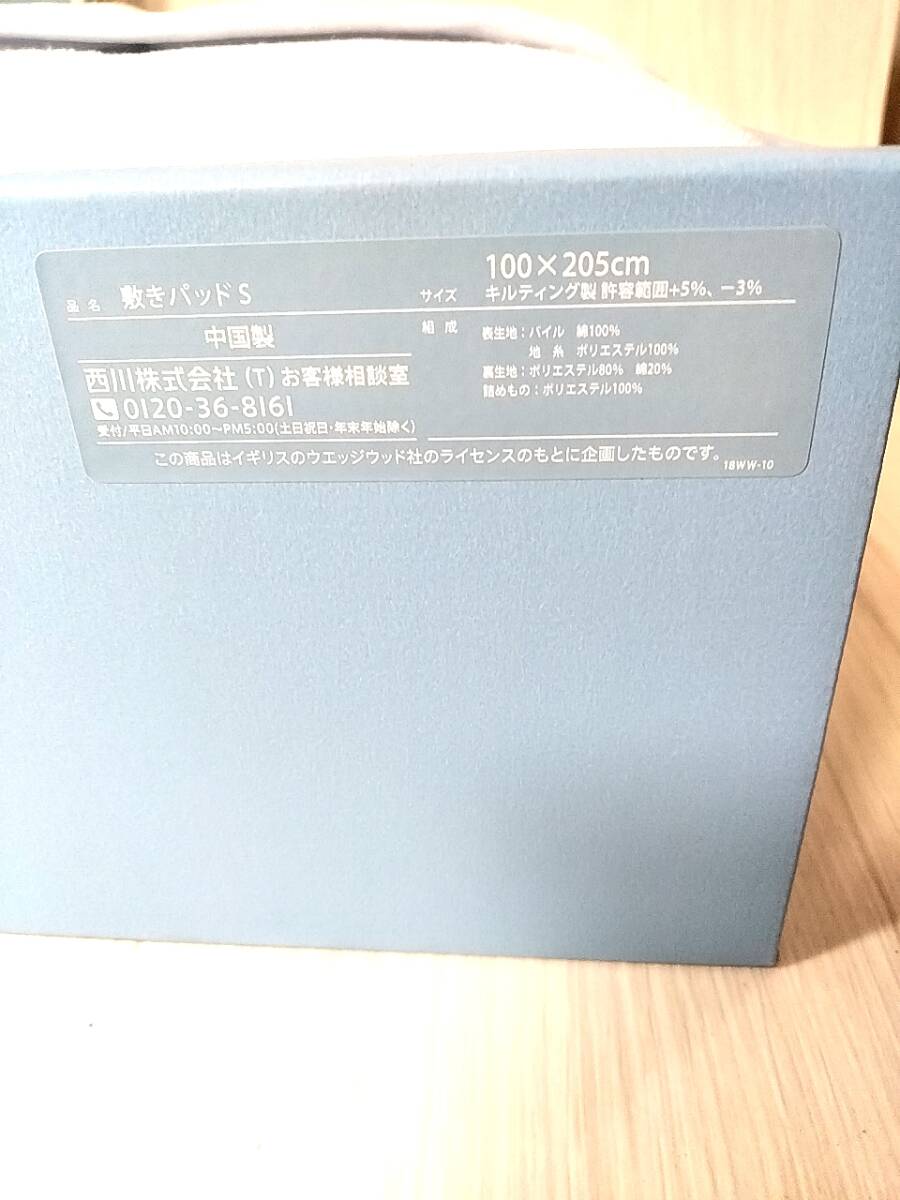 品名 敷きパッド S
中国製
西川株式会社(T)お客様相談室
0120-36-8161
受付/平日AM10:00〜PM5:00(土日祝日・年末年始除く)
サイズ 100×205cm
キルティング製 許容範囲+5%、−3%
組成 表生地:パイル 綿100%
地糸 ポリエステル100%
裏生地:ポリエステル80% 綿20%
詰めもの:ポリエステル100%
この商品はイギリスのウエッジウッド社のライセンスのもとに企画したものです。
18WW-10